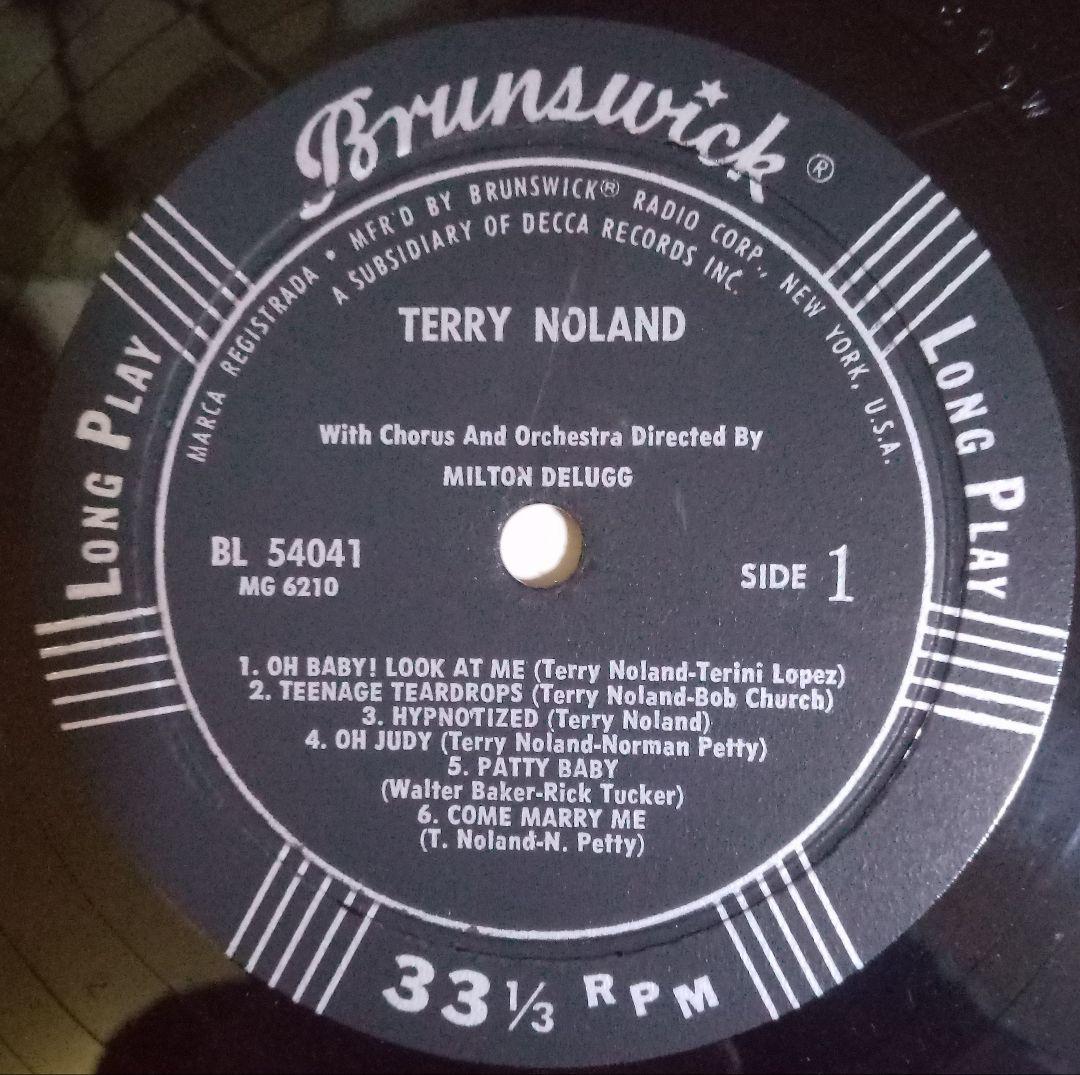 Brunswick ®
MARCA REGISTRADA • MFR'D BY BRUNSWICK® RADIO CORP., NEW YORK, U.S.A.
A SUBSIDIARY OF DECCA RECORDS INC.
TERRY NOLAND
With Chorus And Orchestra Directed By
MILTON DELUGG
LONG PLAY
LONG PLAY
BL 54041
MG 6210
SIDE 1
1. OH BABY! LOOK AT ME (Terry Noland-Terini Lopez)
2. TEENAGE TEARDROPS (Terry Noland-Bob Church)
3. HYPNOTIZED (Terry Noland)
4. OH JUDY (Terry Noland-Norman Petty)
5. PATTY BABY
(Walter Baker-Rick Tucker)
6. COME MARRY ME
(T. Noland-N. Petty)
33 1/3 RPM